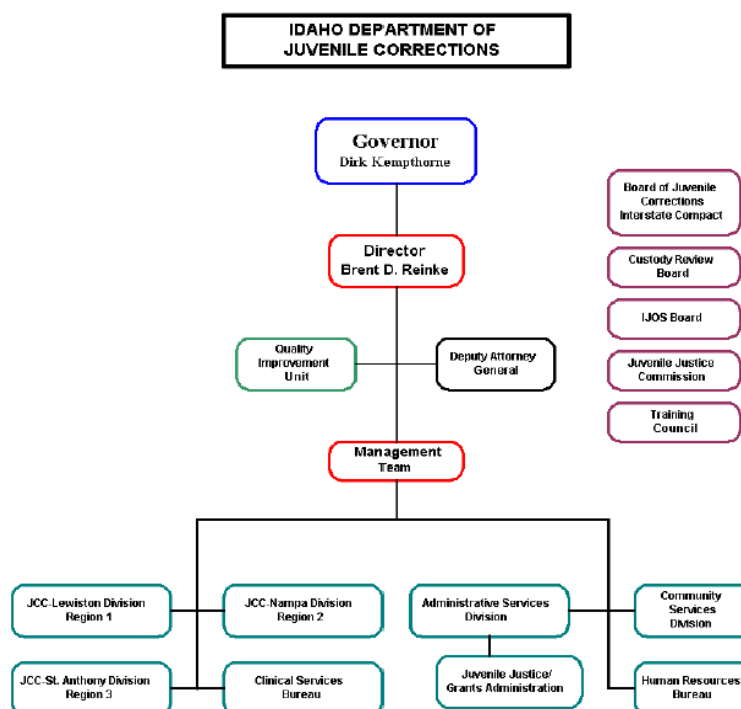 IDAHO DEPARTMENT OF
JUVENILE CORRECTIONS
Governor
Dirk Kempthorne
Board of Juvenile
Corrections
Interstate Compact
Director
Brent D. Reinke
Custody Review
Board
IJOS Board
Quality
Improvement
Unit
Deputy Attorney
General
Juvenile Justice
Commission
Training
Council
Management
Team
JCC-Lewiston Division
Region 1
JCC-Nampa Division
Region 2
Administrative Services
Division
Community
Services
Division
JCC-St. Anthony Division
Region 3
Clinical Services
Bureau
Juvenile Justice/
Grants Administration
Human Resources
Bureau